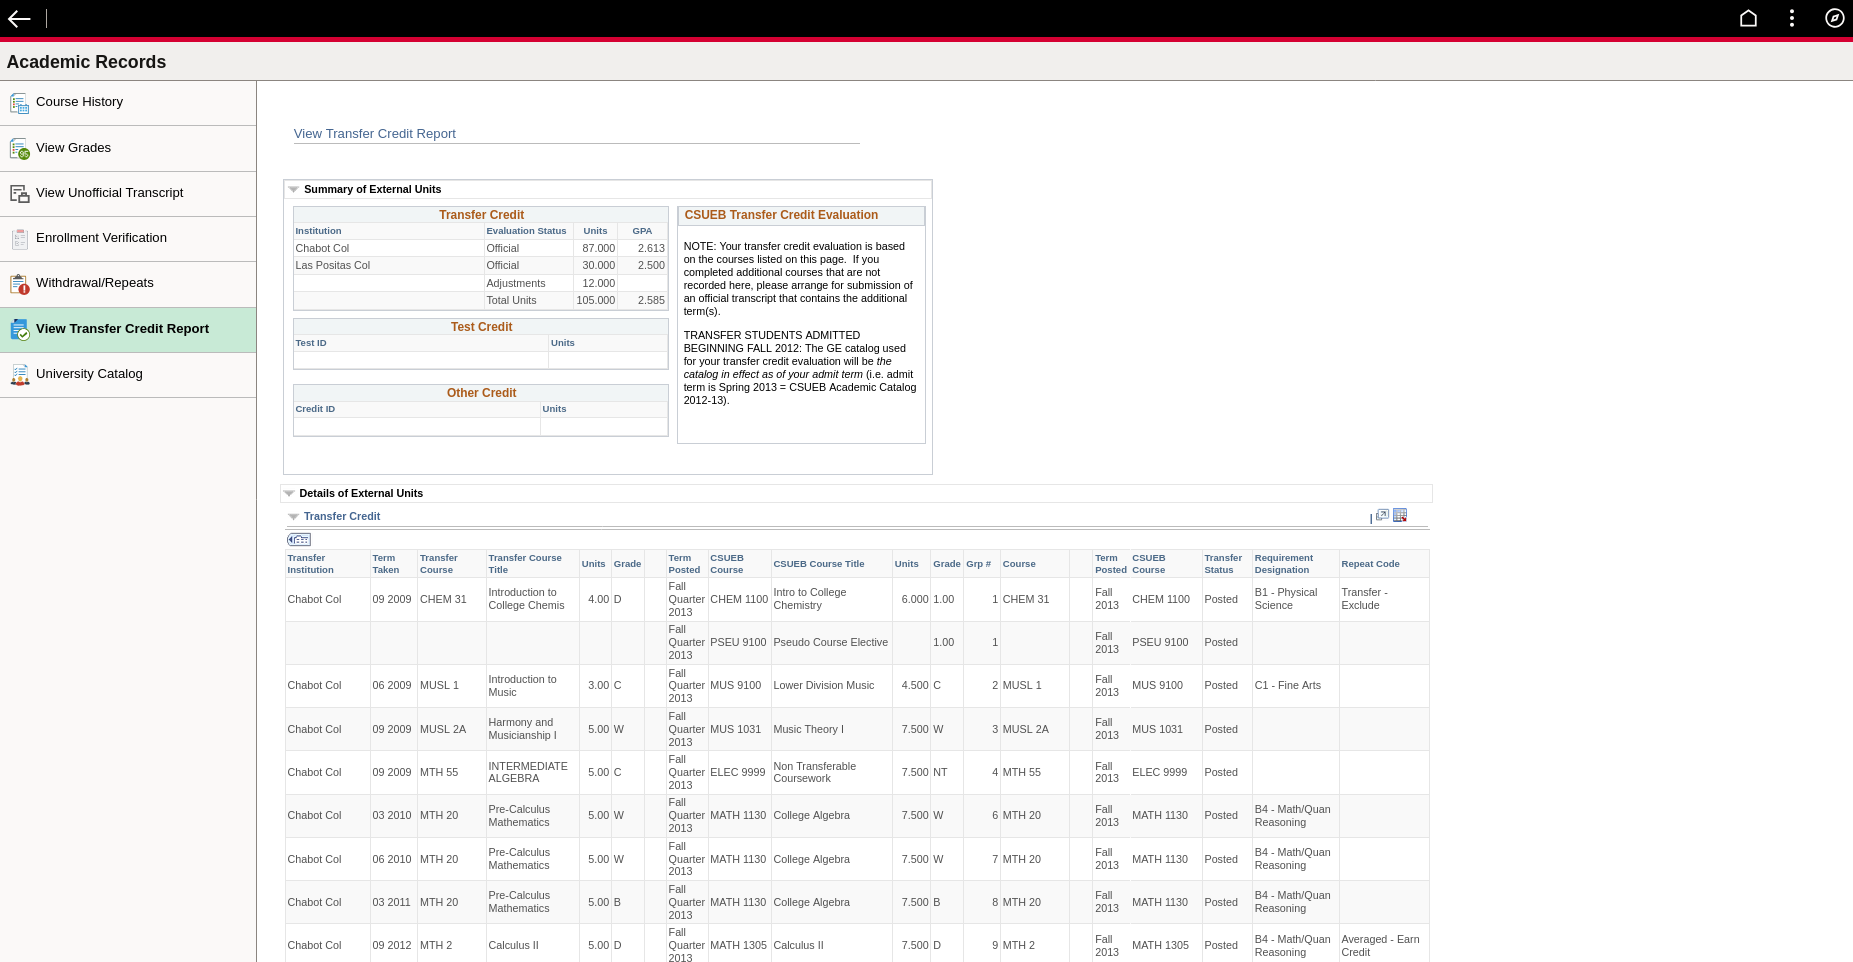 Academic Records
Course History
View Grades
View Unofficial Transcript
Enrollment Verification
Withdrawal/Repeats
View Transfer Credit Report
University Catalog
View Transfer Credit Report
Summary of External Units
Transfer Credit
Institution Evaluation Status Units GPA
Chabot Col Official 87.000 2.613
Las Positas Col Official 30.000 2.500
Adjustments 12.000
Total Units 105.000 2.585
Test Credit
Test ID Units
Other Credit
Credit ID Units
CSUEB Transfer Credit Evaluation
NOTE: Your transfer credit evaluation is based
on the courses listed on this page.  If you
completed additional courses that are not
recorded here, please arrange for submission of
an official transcript that contains the additional
term(s).
TRANSFER STUDENTS ADMITTED
BEGINNING FALL 2012: The GE catalog used
for your transfer credit evaluation will be the
catalog in effect as of your admit term (i.e. admit
term is Spring 2013 = CSUEB Academic Catalog
2012-13).
Details of External Units
Transfer Credit
Transfer Institution Term Taken Transfer Course Transfer Course Title Units Grade Term Posted CSUEB Course CSUEB Course Title Units Grade Grp # Course Term Posted CSUEB Course Transfer Status Requirement Designation Repeat Code
Chabot Col 09 2009 CHEM 31 Introduction to College Chemis 4.00 D Fall Quarter 2013 CHEM 1100 Intro to College Chemistry 6.000 1.00 1 CHEM 31 Fall 2013 CHEM 1100 Posted B1 - Physical Science Transfer - Exclude
Fall Quarter 2013 PSEU 9100 Pseudo Course Elective 1.00 1 Fall 2013 PSEU 9100 Posted
Chabot Col 06 2009 MUSL 1 Introduction to Music 3.00 C Fall Quarter 2013 MUS 9100 Lower Division Music 4.500 C 2 MUSL 1 Fall 2013 MUS 9100 Posted C1 - Fine Arts
Chabot Col 09 2009 MUSL 2A Harmony and Musicianship I 5.00 W Fall Quarter 2013 MUS 1031 Music Theory I 7.500 W 3 MUSL 2A Fall 2013 MUS 1031 Posted
Chabot Col 09 2009 MTH 55 INTERMEDIATE ALGEBRA 5.00 C Fall Quarter 2013 ELEC 9999 Non Transferable Coursework 7.500 NT 4 MTH 55 Fall 2013 ELEC 9999 Posted
Chabot Col 03 2010 MTH 20 Pre-Calculus Mathematics 5.00 W Fall Quarter 2013 MATH 1130 College Algebra 7.500 W 6 MTH 20 Fall 2013 MATH 1130 Posted B4 - Math/Quan Reasoning
Chabot Col 06 2010 MTH 20 Pre-Calculus Mathematics 5.00 W Fall Quarter 2013 MATH 1130 College Algebra 7.500 W 7 MTH 20 Fall 2013 MATH 1130 Posted B4 - Math/Quan Reasoning
Chabot Col 03 2011 MTH 20 Pre-Calculus Mathematics 5.00 B Fall Quarter 2013 MATH 1130 College Algebra 7.500 B 8 MTH 20 Fall 2013 MATH 1130 Posted B4 - Math/Quan Reasoning
Chabot Col 09 2012 MTH 2 Calculus II 5.00 D Fall Quarter 2013 MATH 1305 Calculus II 7.500 D 9 MTH 2 Fall 2013 MATH 1305 Posted B4 - Math/Quan Reasoning Averaged - Earn Credit